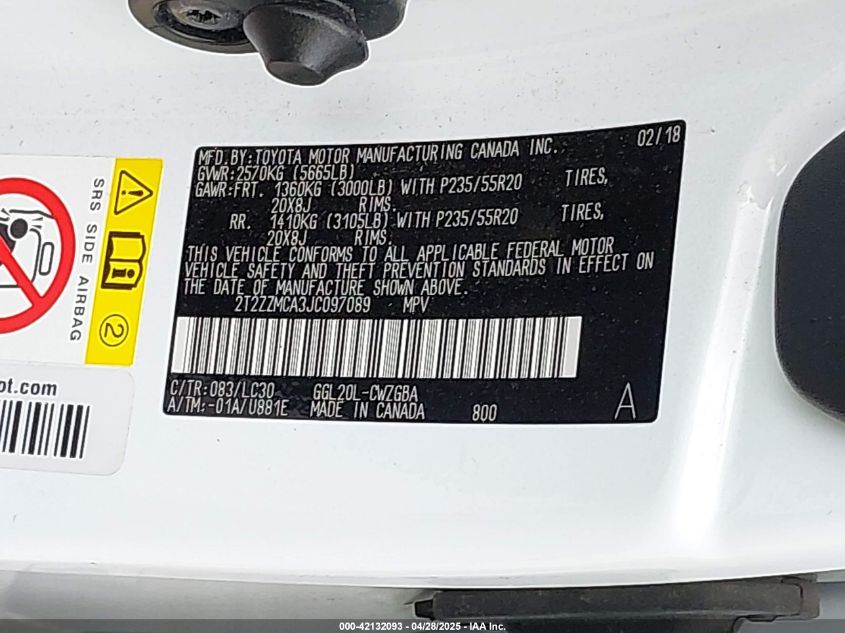 MFD.BY:TOYOTA MOTOR MANUFACTURING CANADA INC. 02/18
GVWR:2570KG (5665LB)
GAWR:FRT. 1360KG (3000LB) WITH P235/55R20 TIRES,
20X8J RIMS.
RR. 1410KG (3105LB) WITH P235/55R20 TIRES,
20X8J RIMS.
THIS VEHICLE CONFORMS TO ALL APPLICABLE FEDERAL MOTOR
VEHICLE SAFETY AND THEFT PREVENTION STANDARDS IN EFFECT ON
THE DATE OF MANUFACTURE SHOWN ABOVE.
2T2ZZMCA3JC097089 MPV
C/TR:083/LC30 GGL20L-CWZGBA
A/TM:-01A/U881E MADE IN CANADA 800 A
SRS SIDE AIRBAG
2
pt.com
000-42132093 - 04/28/2025 - IAA Inc.